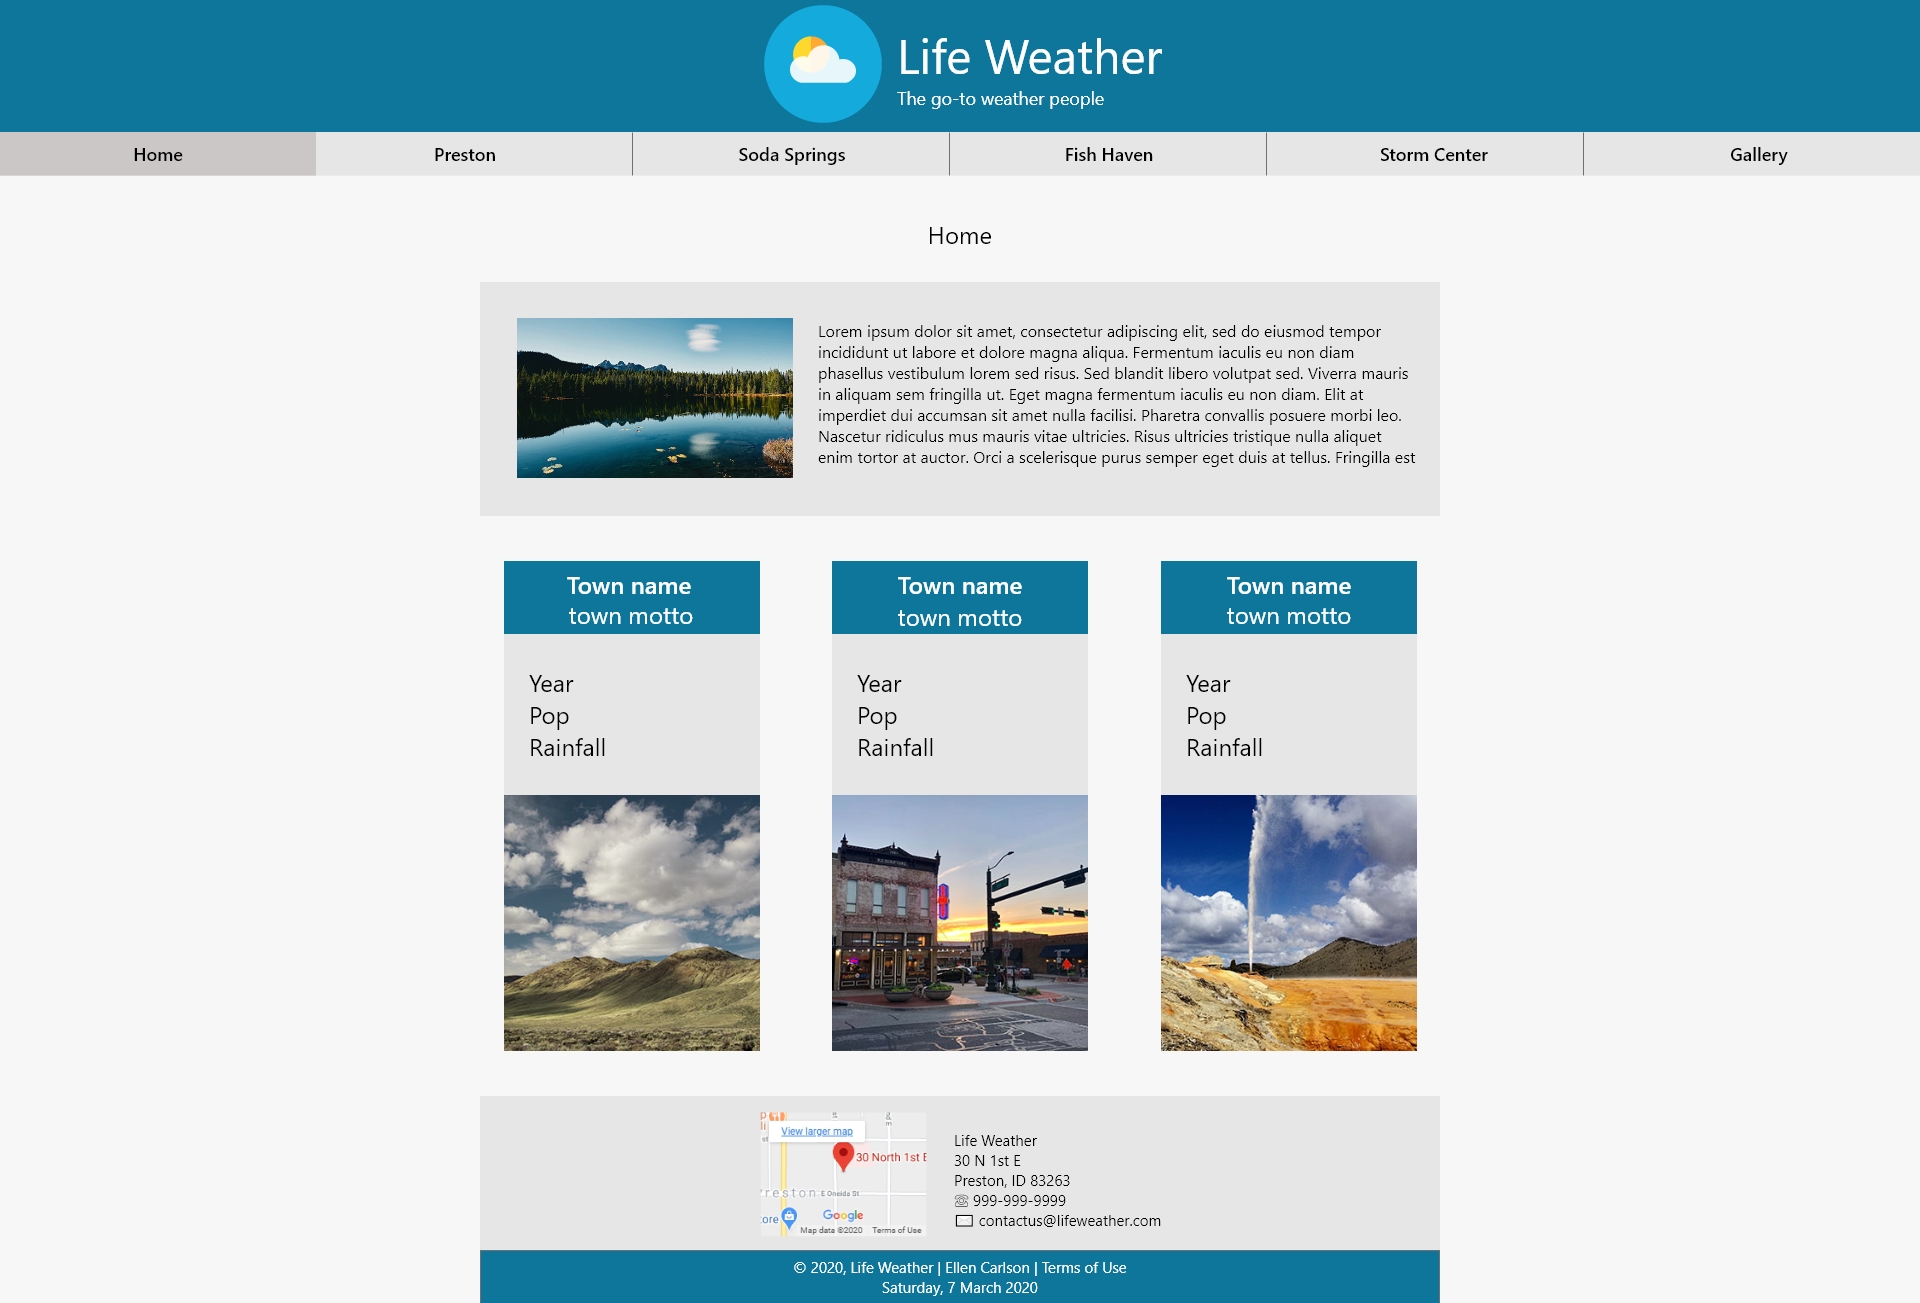 Life Weather
The go-to weather people
Home
Preston
Soda Springs
Fish Haven
Storm Center
Gallery
Home
Lorem ipsum dolor sit amet, consectetur adipiscing elit, sed do eiusmod tempor
incididunt ut labore et dolore magna aliqua. Fermentum iaculis eu non diam
phasellus vestibulum lorem sed risus. Sed blandit libero volutpat sed. Viverra mauris
in aliquam sem fringilla ut. Eget magna fermentum iaculis eu non diam. Elit at
imperdiet dui accumsan sit amet nulla facilisi. Pharetra convallis posuere morbi leo.
Nascetur ridiculus mus mauris vitae ultricies. Risus ultricies tristique nulla aliquet
enim tortor at auctor. Orci a scelerisque purus semper eget duis at tellus. Fringilla est
Town name
town motto
Year
Pop
Rainfall
Town name
town motto
Year
Pop
Rainfall
Town name
town motto
Year
Pop
Rainfall
View larger map
30 North 1st E
Preston
E Oneida St
Google
Map data ©2020 Terms of Use
Life Weather
30 N 1st E
Preston, ID 83263
☏ 999-999-9999
contactus@lifeweather.com
© 2020, Life Weather | Ellen Carlson | Terms of Use
Saturday, 7 March 2020